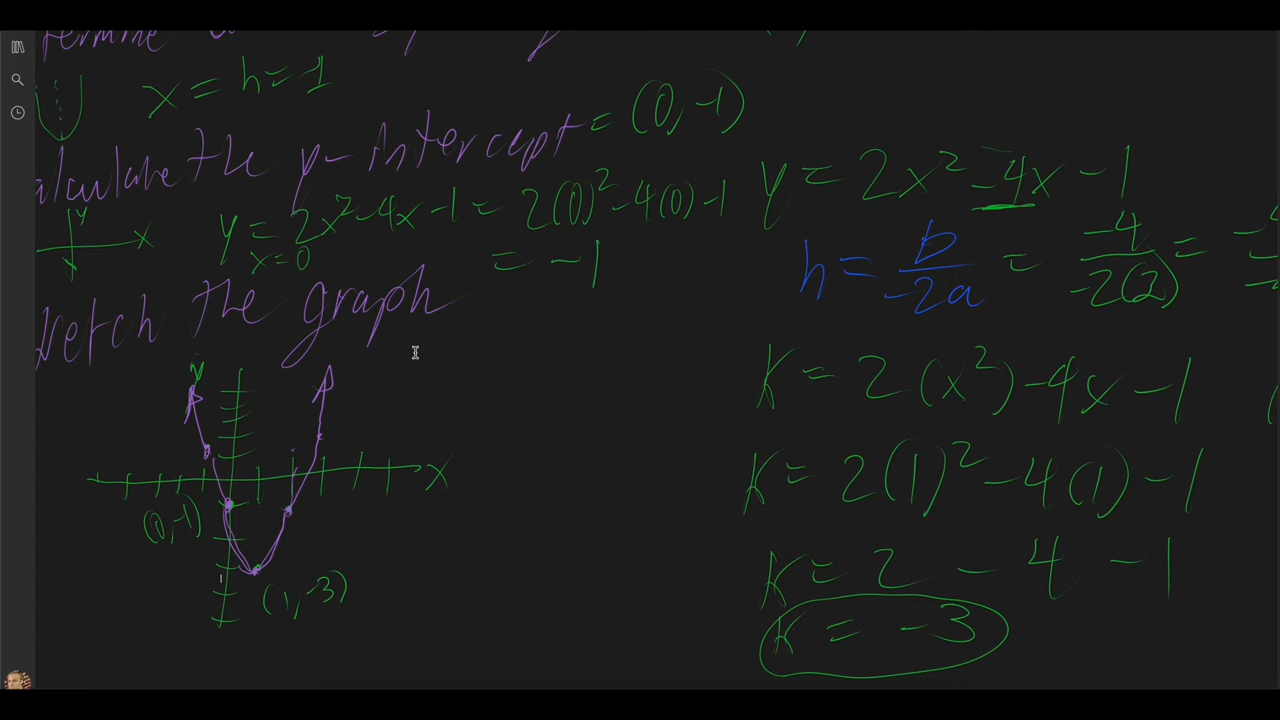 x = h = 1
alculate the y-intercept = (0, -1)
y
x
y = 2x² - 4x - 1 = 2(0)² - 4(0) - 1
x = 0
= -1
ketch the graph
y
x
(0, -1)
(1, -3)
y = 2x² - 4x - 1
h = b/-2a = -4/-2(2) =
K = 2(x²) - 4x - 1
K = 2(1)² - 4(1) - 1
K = 2 - 4 - 1
K = -3